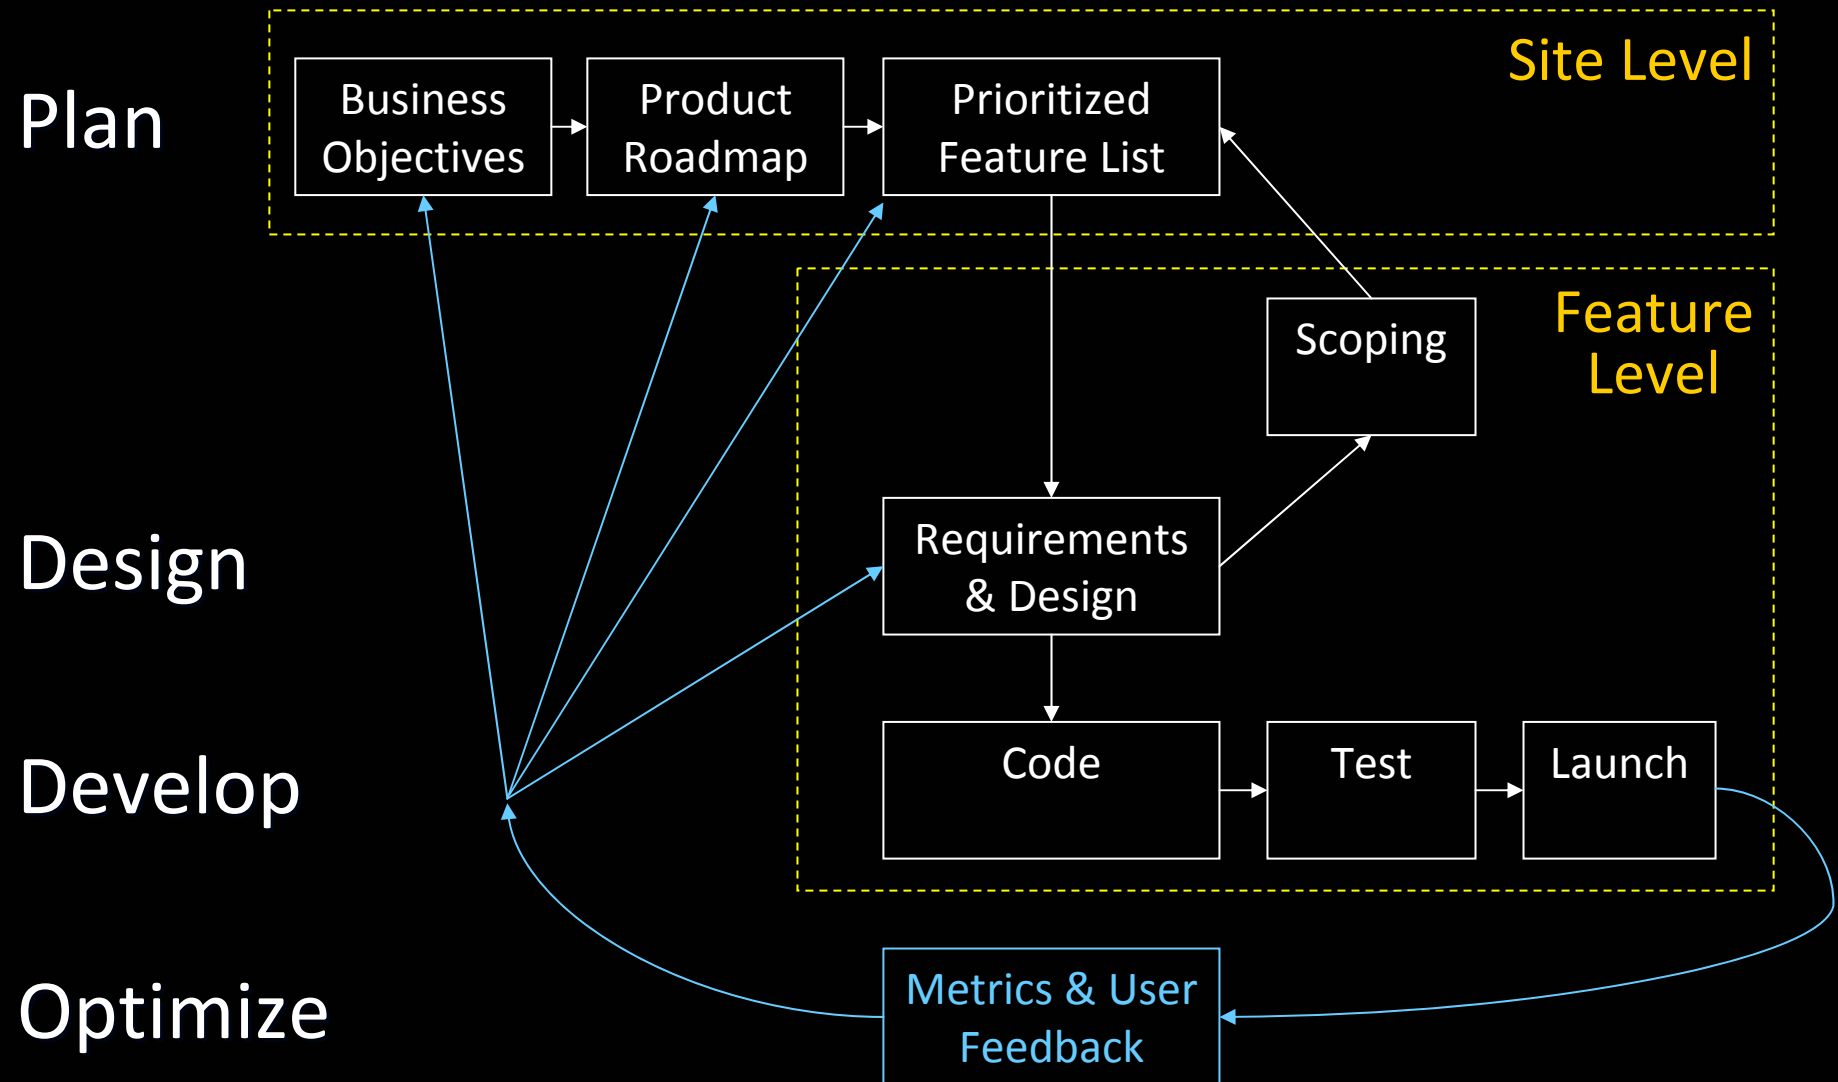 Site Level
Plan
Business
Objectives
Product
Roadmap
Prioritized
Feature List
Feature
Level
Scoping
Design
Requirements
& Design
Develop
Code
Test
Launch
Optimize
Metrics & User
Feedback